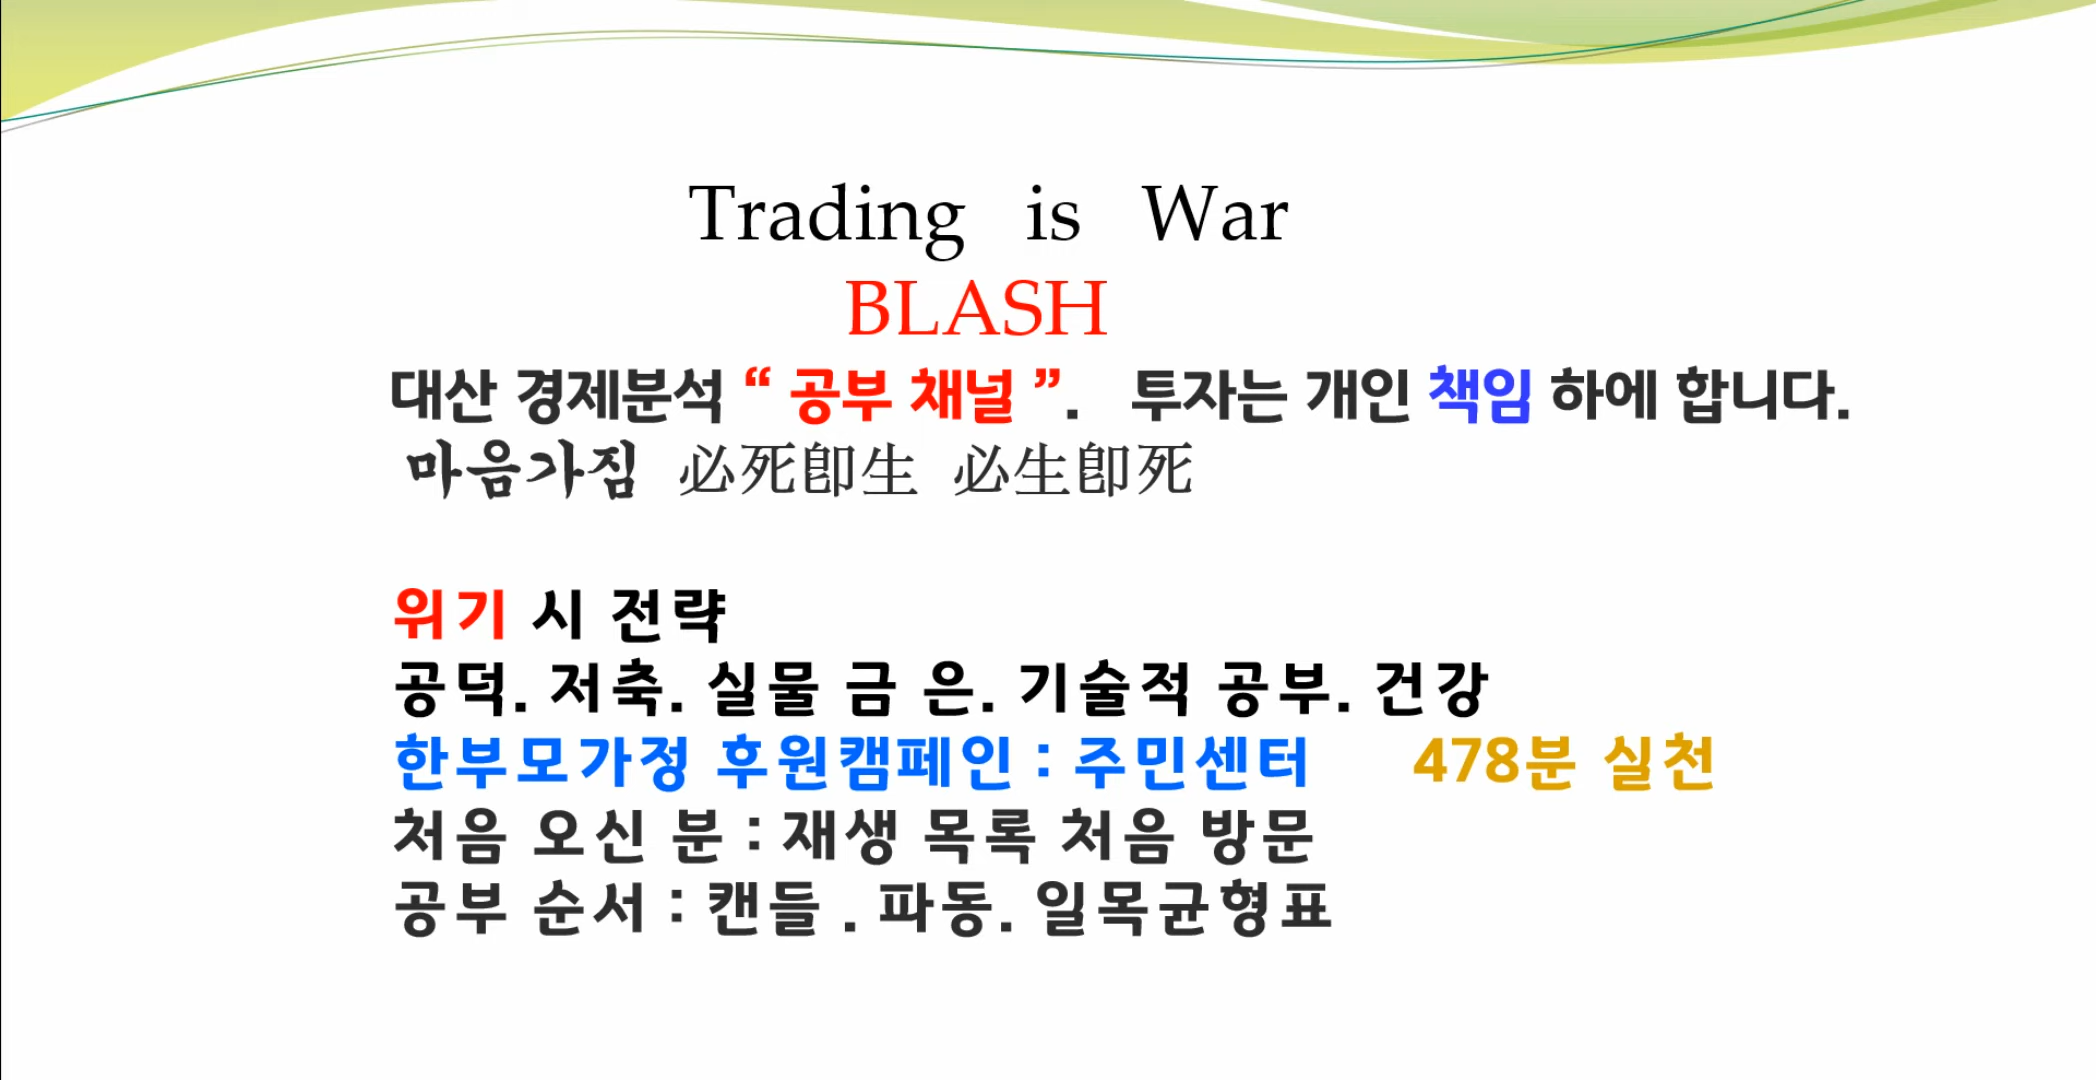 Trading is War
BLASH
대산 경제분석 “ 공부 채널 ”. 투자는 개인 책임 하에 합니다.
마음가짐 必死卽生 必生卽死
위기 시 전략
공덕. 저축. 실물 금 은. 기술적 공부. 건강
한부모가정 후원캠페인 : 주민센터 478분 실천
처음 오신 분 : 재생 목록 처음 방문
공부 순서 : 캔들 . 파동. 일목균형표